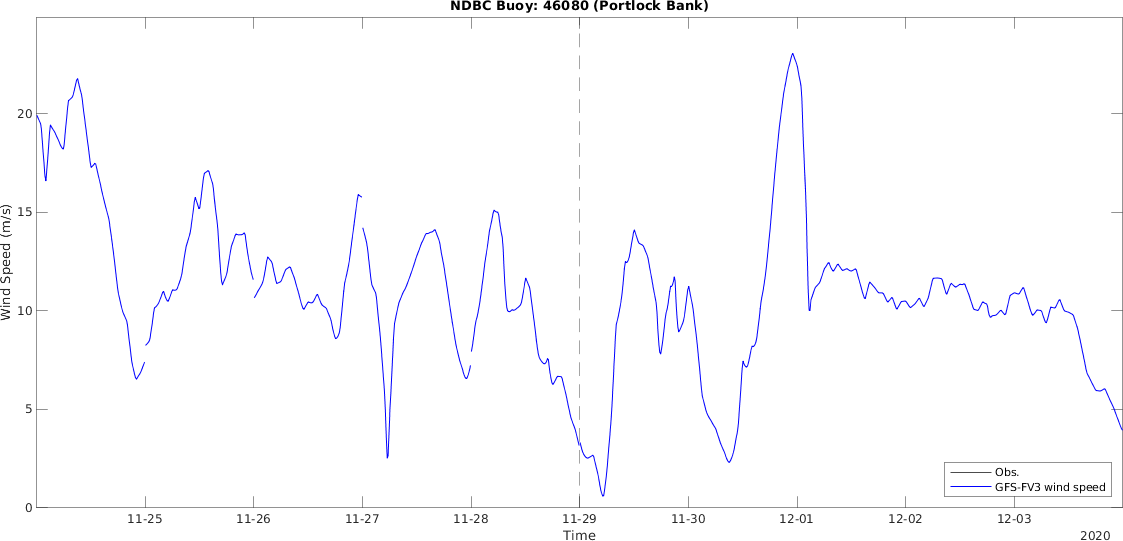 NDBC Buoy: 46080 (Portlock Bank)
Wind Speed (m/s)
20
15
10
5
0
11-25 11-26 11-27 11-28 11-29 11-30 12-01 12-02 12-03
Time
2020
Obs.
GFS-FV3 wind speed